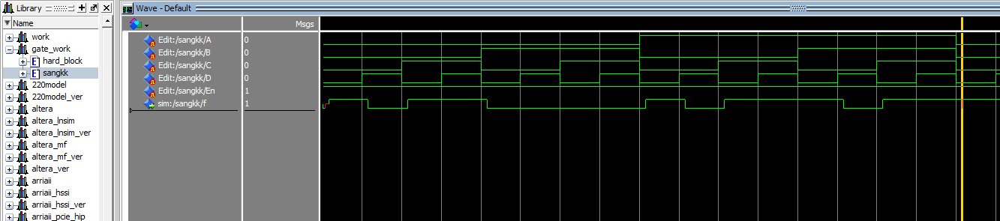 Library
Name
work
gate_work
hard_block
sangkk
220model
220model_ver
altera
altera_lnsim
altera_lnsim_ver
altera_mf
altera_mf_ver
altera_ver
arriaii
arriaii_hssi
arriaii_hssi_ver
arriaii_pcie_hip
Wave - Default
Msgs
Edit:/sangkk/A 0
Edit:/sangkk/B 0
Edit:/sangkk/C 0
Edit:/sangkk/D 0
Edit:/sangkk/En 1
sim:/sangkk/f 1